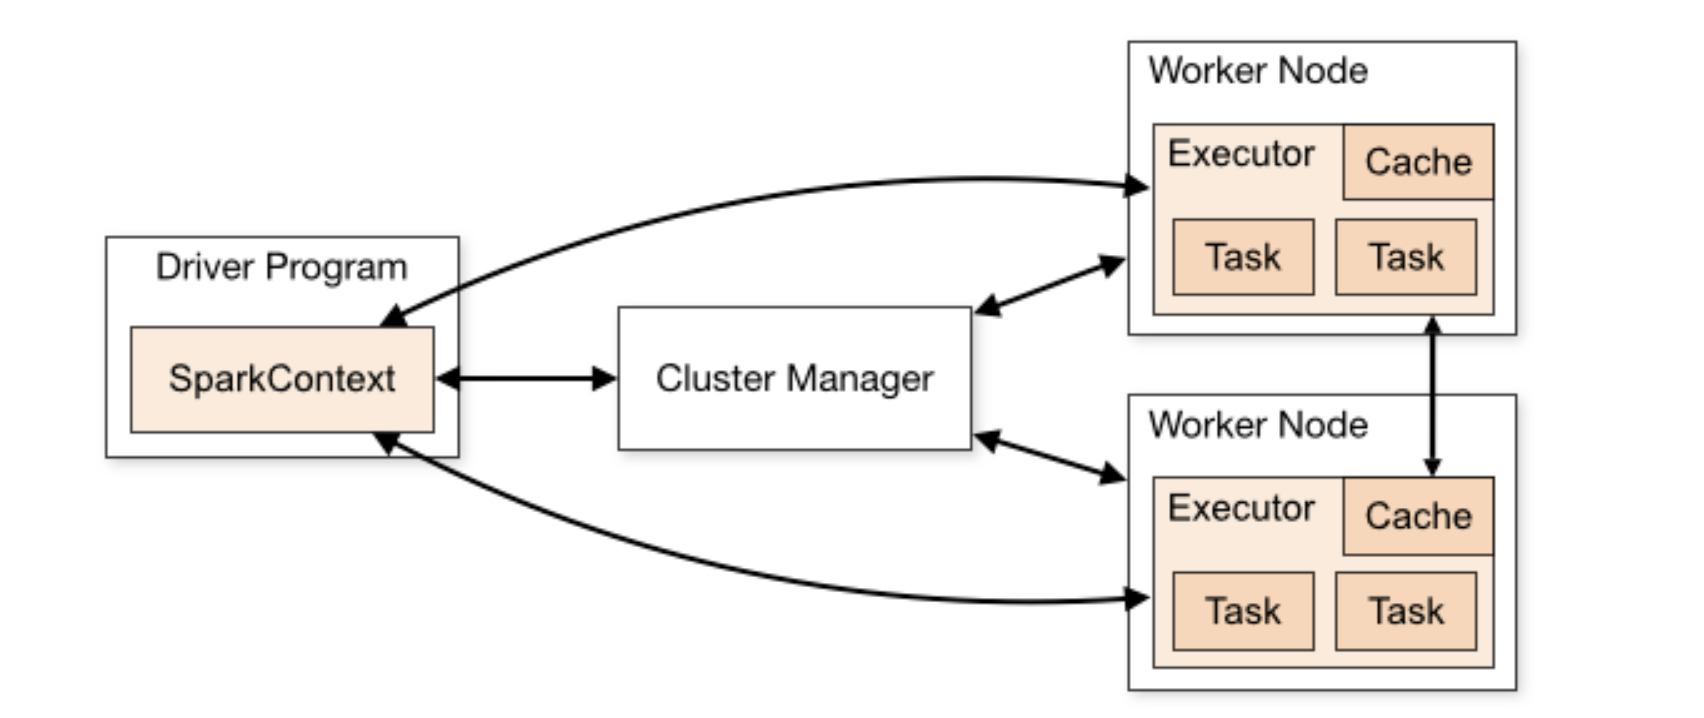 Driver Program
SparkContext
Cluster Manager
Worker Node
Executor
Cache
Task
Task
Worker Node
Executor
Cache
Task
Task